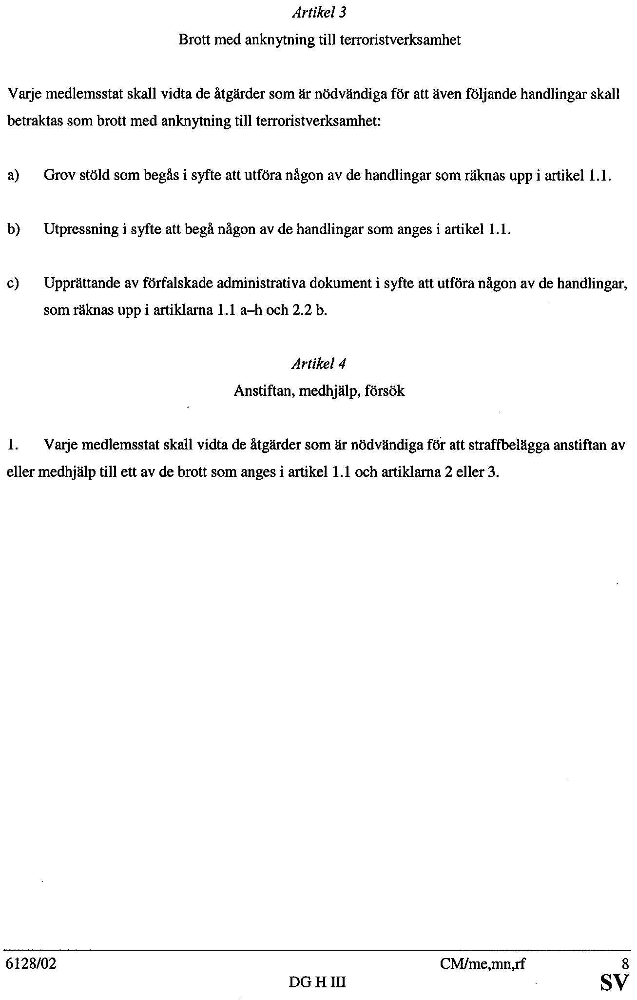 Artikel 3
Brott med anknytning till terroristverksamhet
Varje medlemsstat skall vidta de åtgärder som är nödvändiga för att även följande handlingar skall
betraktas som brott med anknytning till terroristverksamhet:
a) Grov stöld som begås i syfte att utföra någon av de handlingar som räknas upp i artikel 1.1.
b) Utpressning i syfte att begå någon av de handlingar som anges i artikel 1.1.
c) Upprättande av förfalskade administrativa dokument i syfte att utföra någon av de handlingar,
som räknas upp i artiklarna 1.1 a–h och 2.2 b.
Artikel 4
Anstiftan, medhjälp, försök
1. Varje medlemsstat skall vidta de åtgärder som är nödvändiga för att straffbelägga anstiftan av
eller medhjälp till ett av de brott som anges i artikel 1.1 och artiklarna 2 eller 3.
6128/02 CM/me,mn,rf 8
DG H III SV